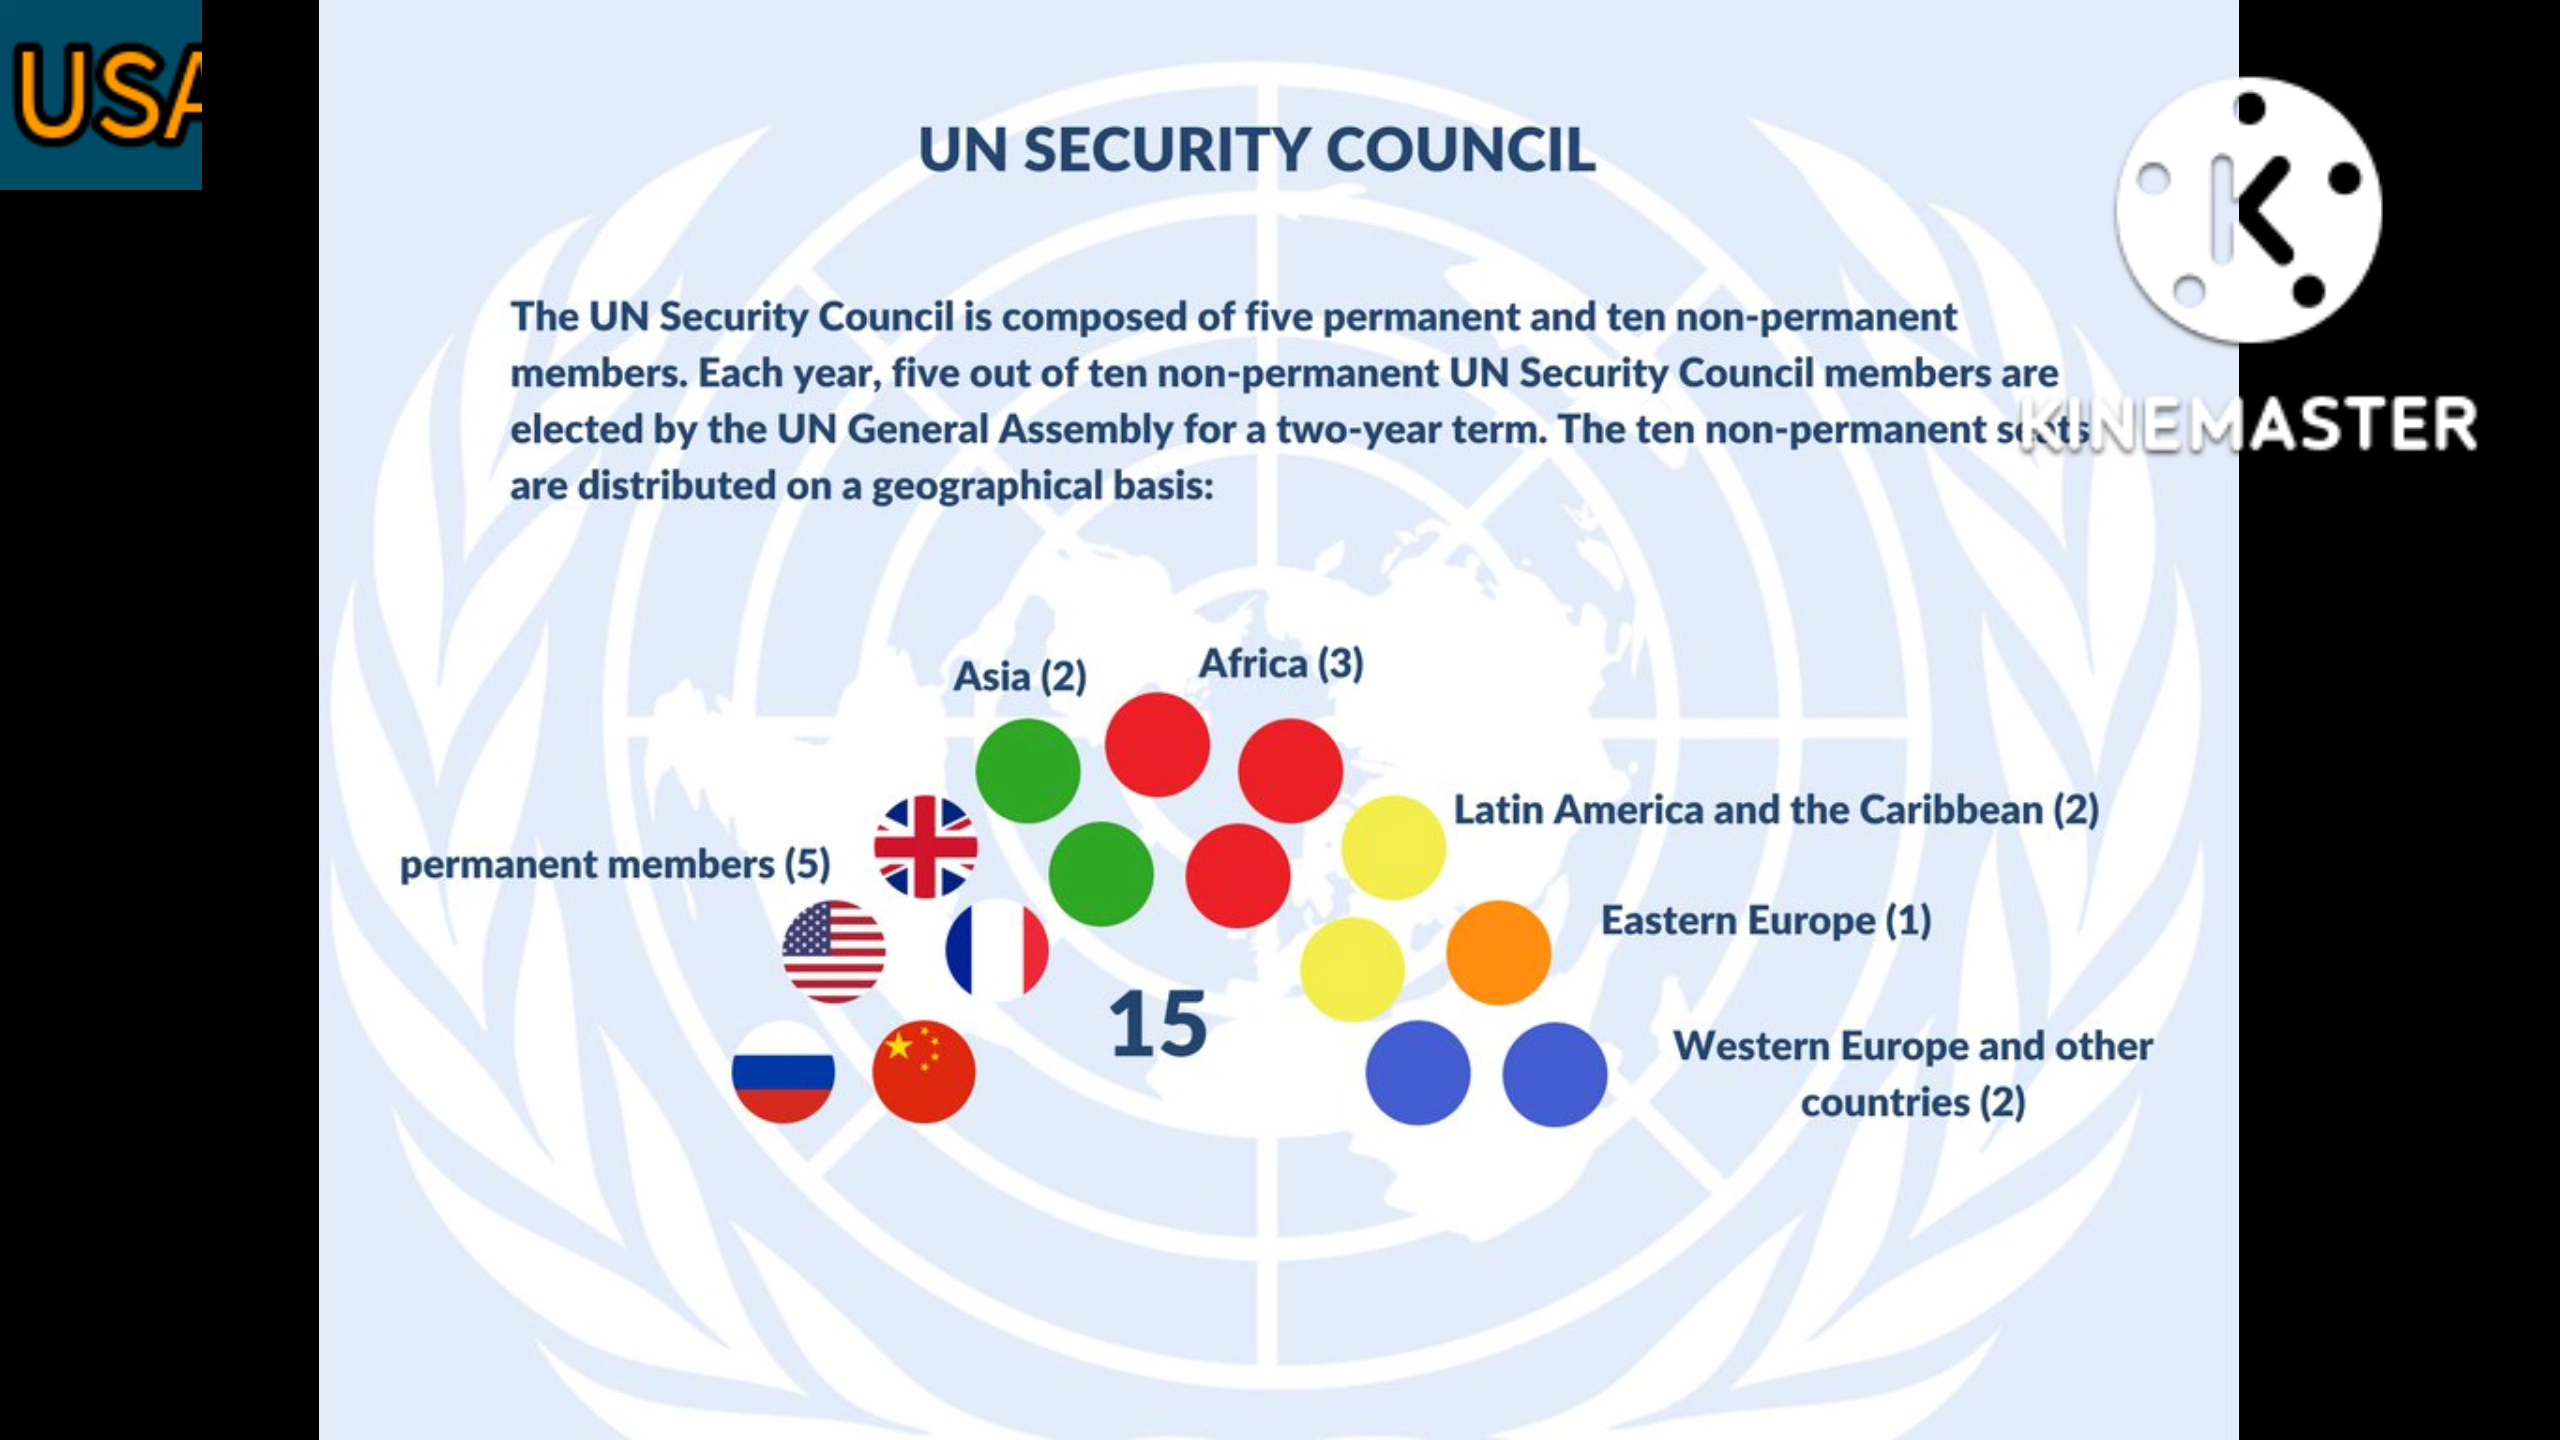 USA
UN SECURITY COUNCIL
The UN Security Council is composed of five permanent and ten non-permanent
members. Each year, five out of ten non-permanent UN Security Council members are
elected by the UN General Assembly for a two-year term. The ten non-permanent seats
are distributed on a geographical basis:
K
KINEMASTER
Asia (2)
Africa (3)
Latin America and the Caribbean (2)
permanent members (5)
Eastern Europe (1)
15
Western Europe and other
countries (2)